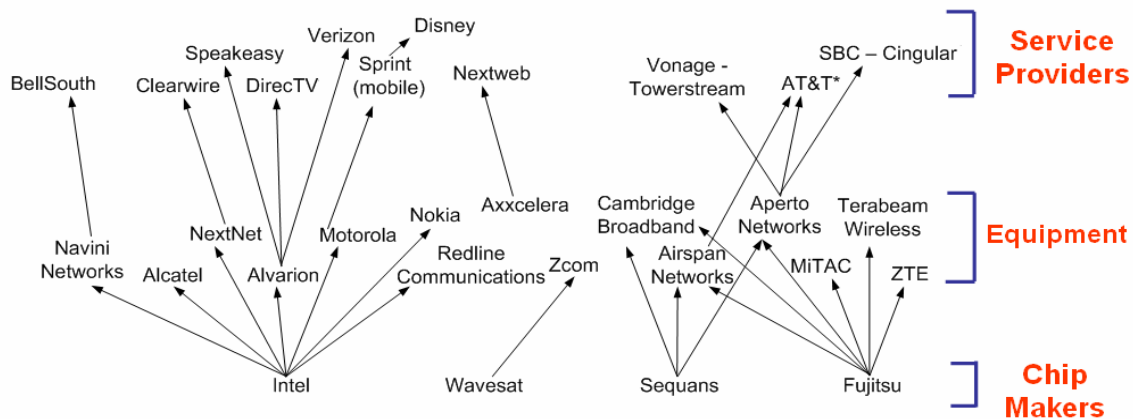 Disney
Verizon
Speakeasy
Sprint
(mobile)
SBC – Cingular
Service
Providers
BellSouth
Clearwire
DirecTV
Nextweb
Vonage -
Towerstream
AT&T*
Navini
Networks
Alcatel
NextNet
Alvarion
Motorola
Nokia
Redline
Communications
Axxcelera
Zcom
Cambridge
Broadband
Airspan
Networks
Aperto
Networks
MiTAC
Terabeam
Wireless
ZTE
Equipment
Intel
Wavesat
Sequans
Fujitsu
Chip
Makers